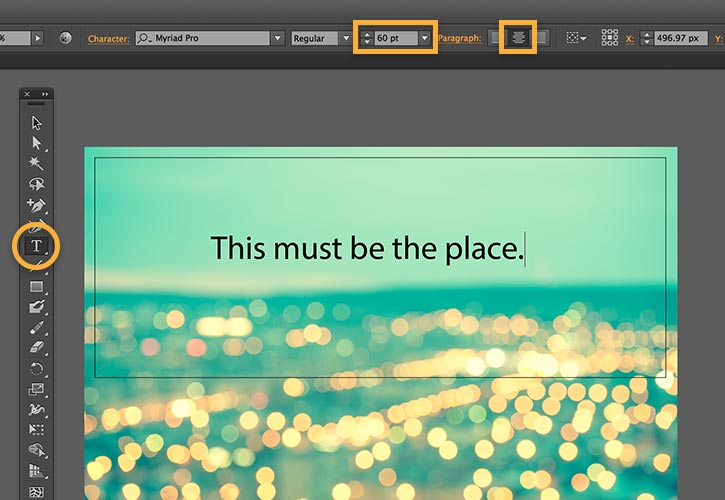 % Character: Myriad Pro Regular 60 pt Paragraph: X: 496.97 px Y:
T
This must be the place.